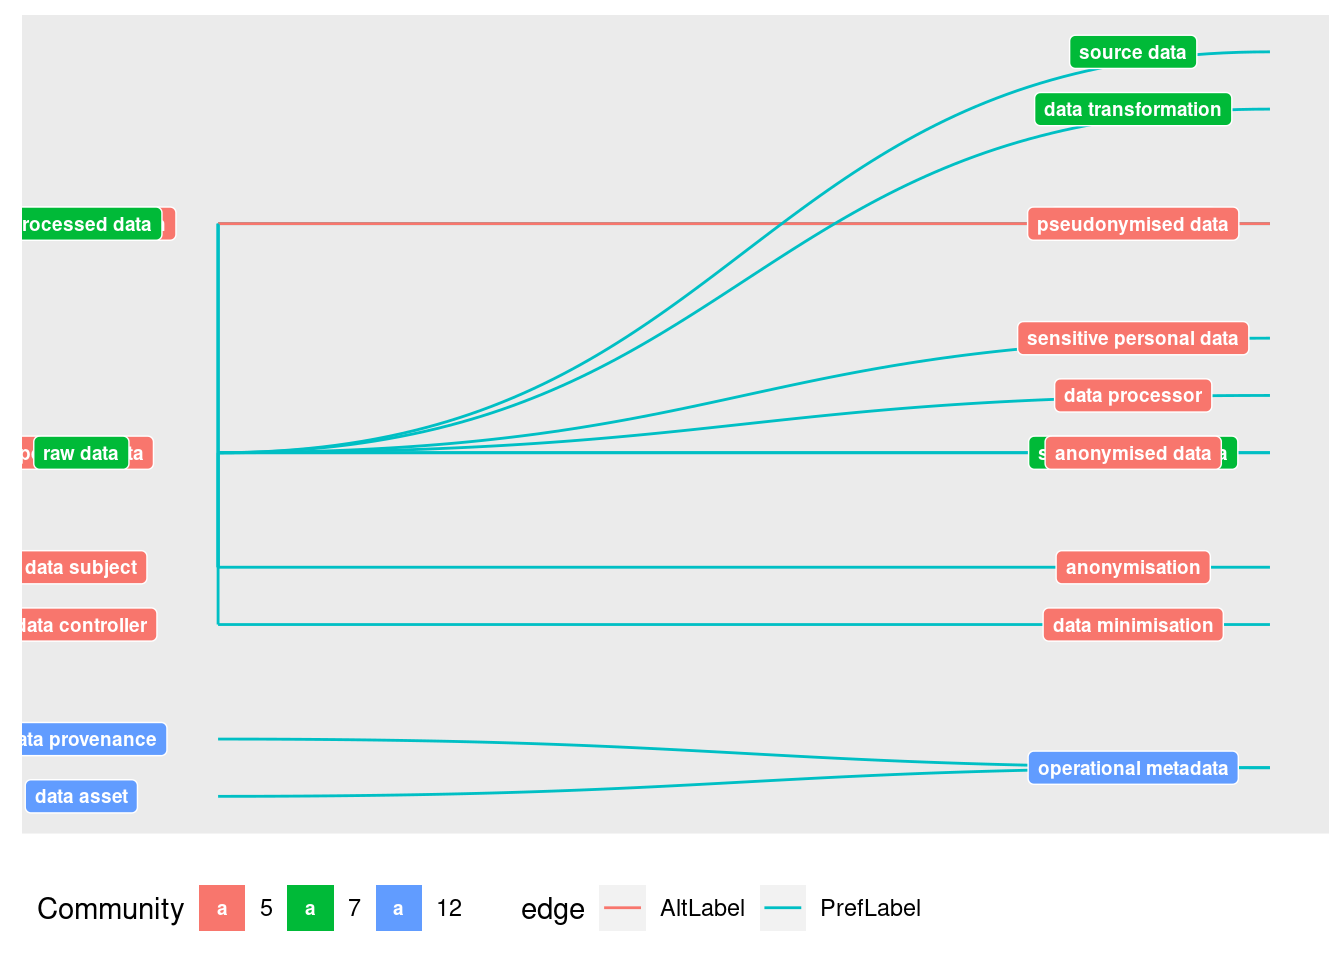 source data
data transformation
rocessed data
pseudonymised data
sensitive personal data
data processor
raw data ta
anonymised data
data subject
anonymisation
data controller
data minimisation
ata provenance
operational metadata
data asset
Community a 5 a 7 a 12 edge AltLabel PrefLabel